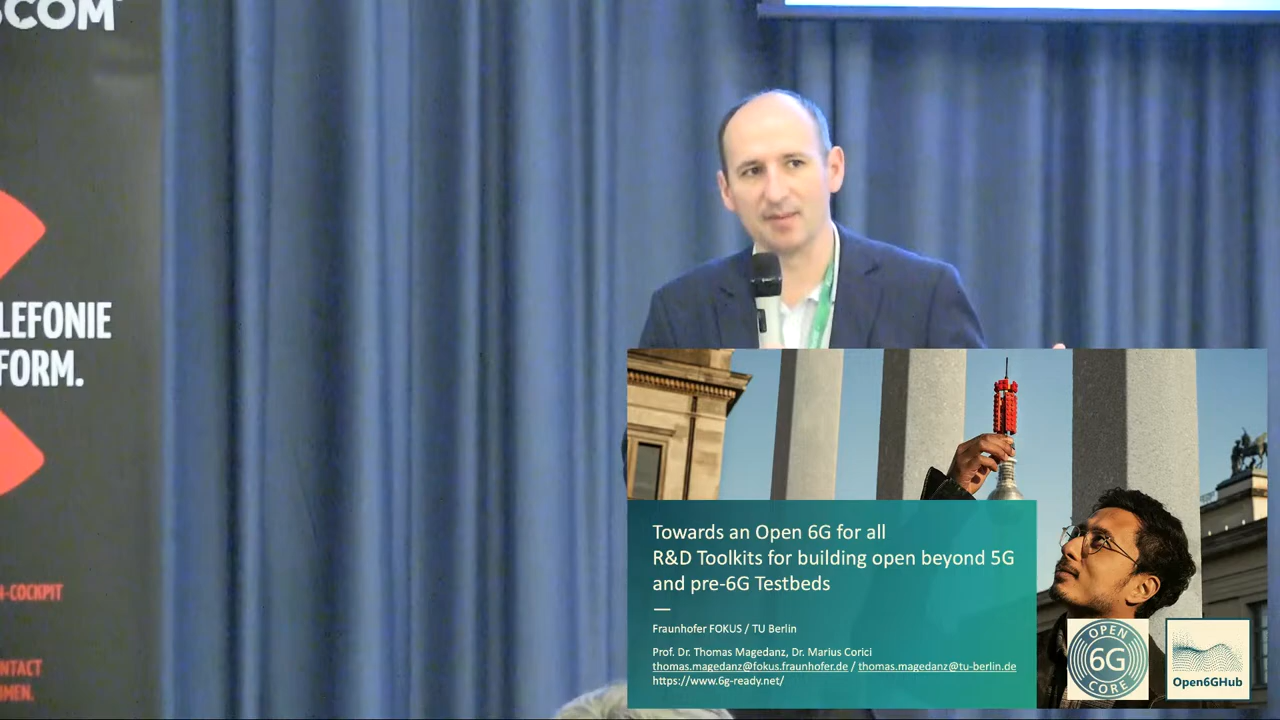 SCOM
LEFONIE
FORM.
N-COCKPIT
NTACT
MEN.
Towards an Open 6G for all
R&D Toolkits for building open beyond 5G
and pre-6G Testbeds
Fraunhofer FOKUS / TU Berlin
Prof. Dr. Thomas Magedanz, Dr. Marius Corici
thomas.magedanz@fokus.fraunhofer.de / thomas.magedanz@tu-berlin.de
https://www.6g-ready.net/
OPEN
6G
CORE
Open6GHub